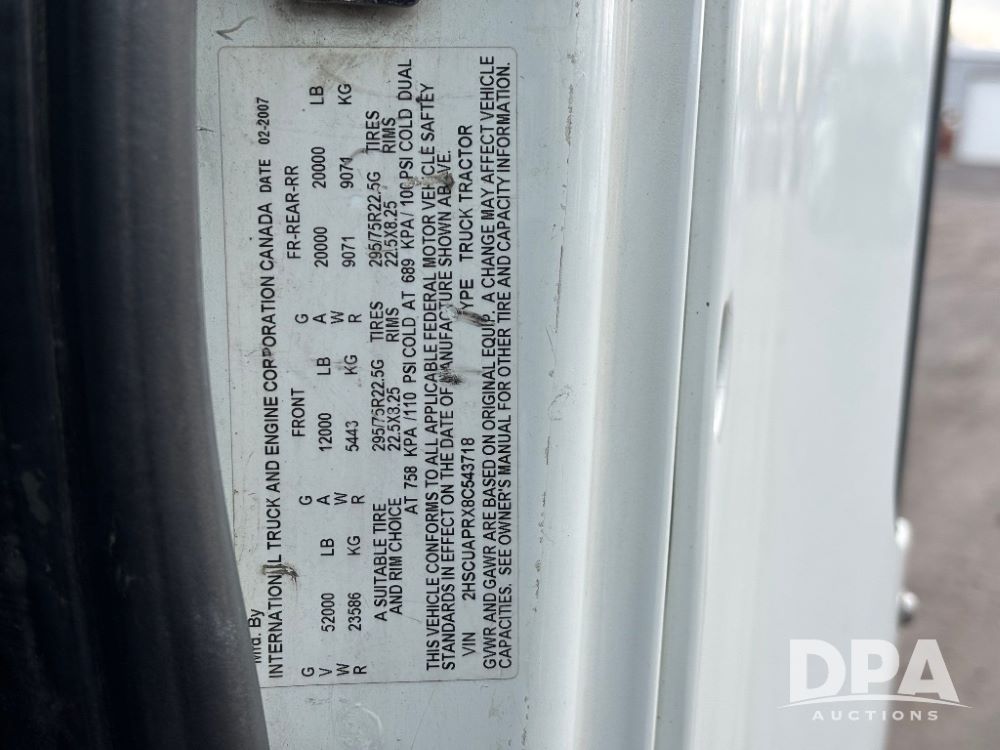 Mfd. By
INTERNATIONAL TRUCK AND ENGINE CORPORATION CANADA DATE 02-2007
G FRONT G FR-REAR-RR
V 52000 LB A 12000 LB A 20000 20000 LB
W W W
R 23586 KG R 5443 KG R 9071 9071 KG
A SUITABLE TIRE 295/75R22.5G TIRES 295/75R22.5G TIRES
AND RIM CHOICE 22.5X8.25 RIMS 22.5X8.25 RIMS
AT 758 KPA /110 PSI COLD AT 689 KPA/ 100 PSI COLD DUAL
THIS VEHICLE CONFORMS TO ALL APPLICABLE FEDERAL MOTOR VEHICLE SAFTEY
STANDARDS IN EFFECT ON THE DATE OF MANUFACTURE SHOWN ABOVE.
VIN 2HSCUAPRX8C543718 TYPE TRUCK TRACTOR
GVWR AND GAWR ARE BASED ON ORIGINAL EQUIP. A CHANGE MAY AFFECT VEHICLE
CAPACITIES. SEE OWNER'S MANUAL FOR OTHER TIRE AND CAPACITY INFORMATION.
DPA
AUCTIONS